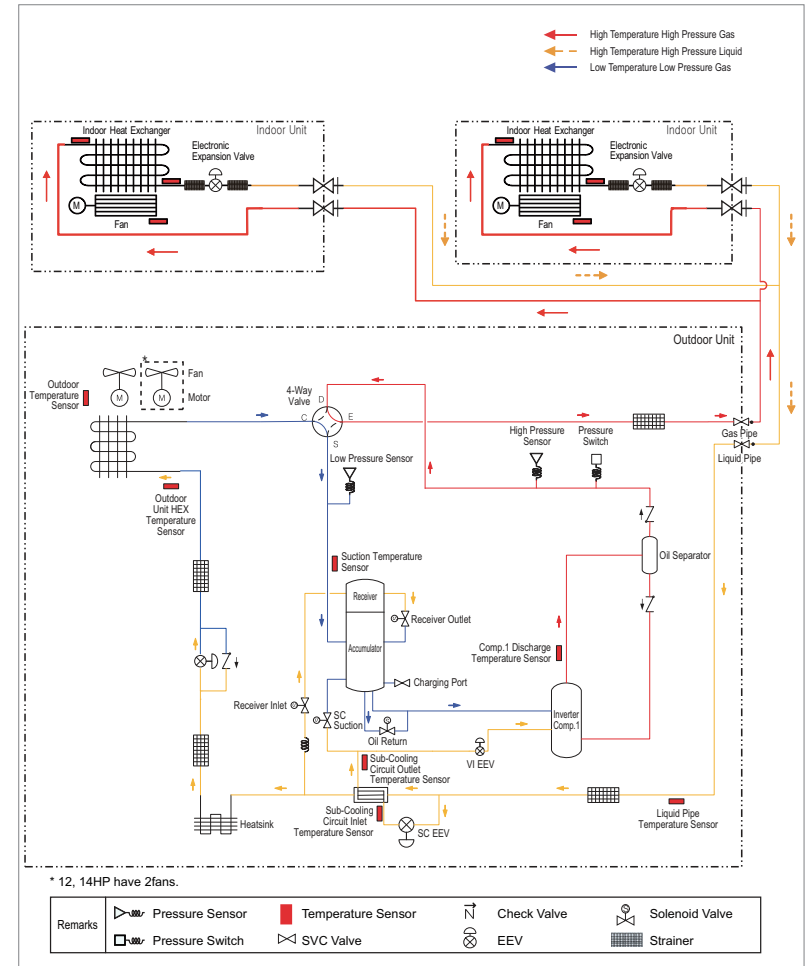 High Temperature High Pressure Gas
High Temperature High Pressure Liquid
Low Temperature Low Pressure Gas
Indoor Heat Exchanger
Indoor Unit
Electronic
Expansion Valve
M
Fan
Indoor Heat Exchanger
Indoor Unit
Electronic
Expansion Valve
M
Fan
Outdoor Unit
*
Fan
Motor
M
M
Outdoor
Temperature
Sensor
4-Way
Valve
D
C
E
S
High Pressure
Sensor
Pressure
Switch
Gas Pipe
Liquid Pipe
Low Pressure Sensor
Outdoor
Unit HEX
Temperature
Sensor
Suction Temperature
Sensor
Oil Separator
Receiver
Receiver Outlet
Accumulator
Comp.1 Discharge
Temperature Sensor
Charging Port
Receiver Inlet
SC
Suction
Oil Return
Inverter
Comp.1
VI EEV
Sub-Cooling
Circuit Outlet
Temperature Sensor
Heatsink
Sub-Cooling
Circuit Inlet
Temperature Sensor
SC EEV
Liquid Pipe
Temperature Sensor
* 12, 14HP have 2fans.
Remarks
Pressure Sensor
Temperature Sensor
Check Valve
Solenoid Valve
Pressure Switch
SVC Valve
EEV
Strainer